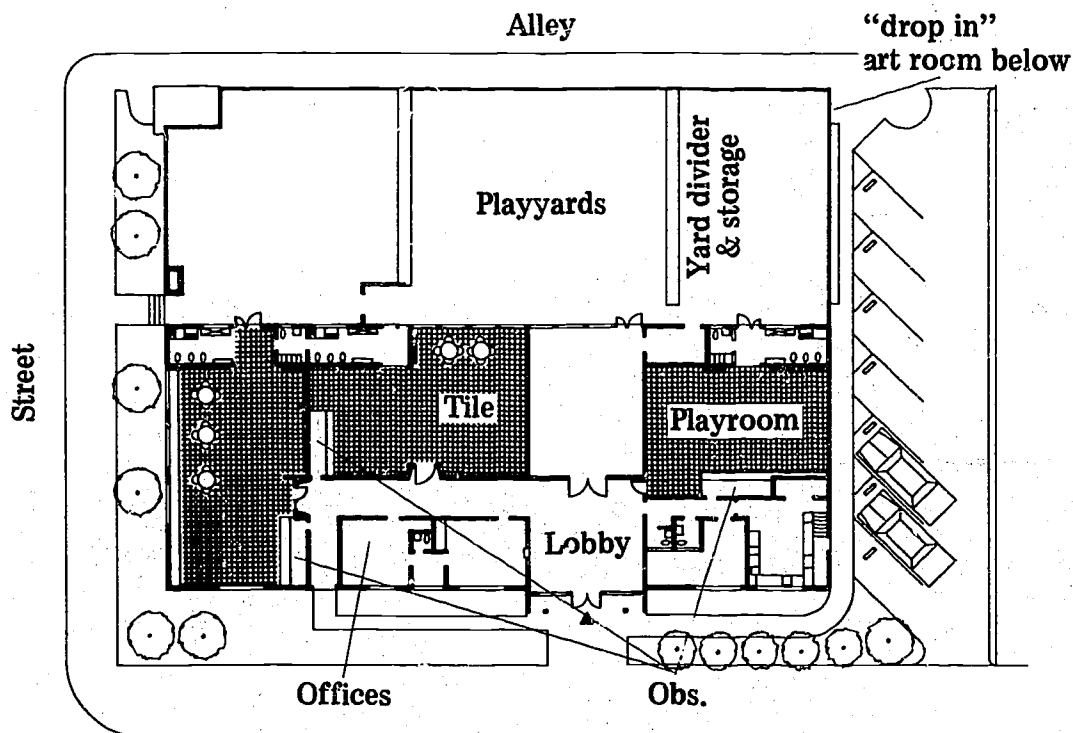 Alley
“drop in”
art room below
Playyards
Yard divider
& storage
Street
Tile
Playroom
Lobby
Offices
Obs.